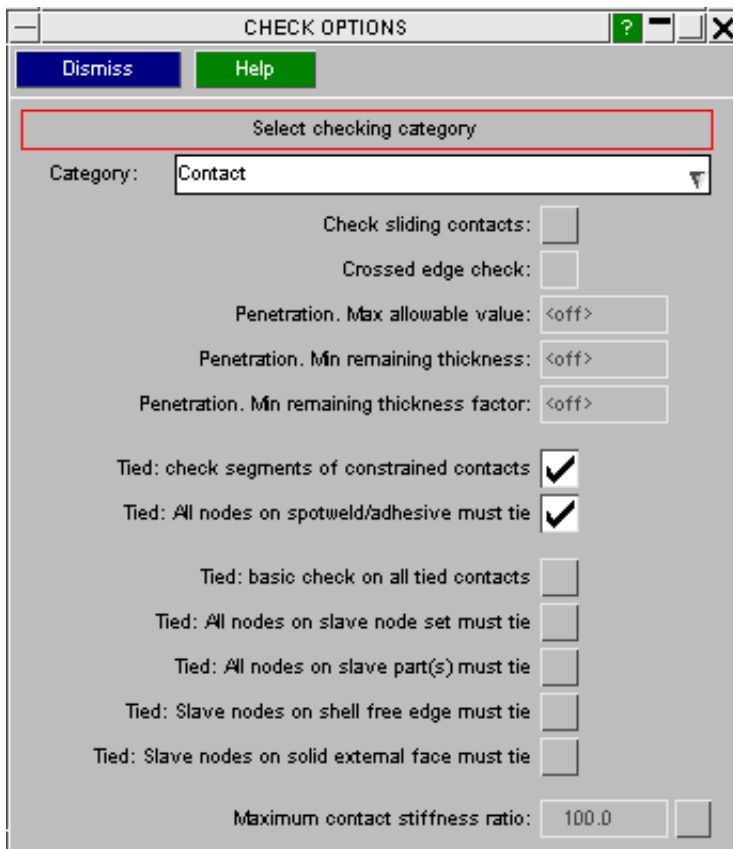 CHECK OPTIONS ?
Dismiss Help
Select checking category
Category: Contact
Check sliding contacts:
Crossed edge check:
Penetration. Max allowable value: <off>
Penetration. Min remaining thickness: <off>
Penetration. Min remaining thickness factor: <off>
Tied: check segments of constrained contacts
Tied: All nodes on spotweld/adhesive must tie
Tied: basic check on all tied contacts
Tied: All nodes on slave node set must tie
Tied: All nodes on slave part(s) must tie
Tied: Slave nodes on shell free edge must tie
Tied: Slave nodes on solid external face must tie
Maximum contact stiffness ratio: 100.0